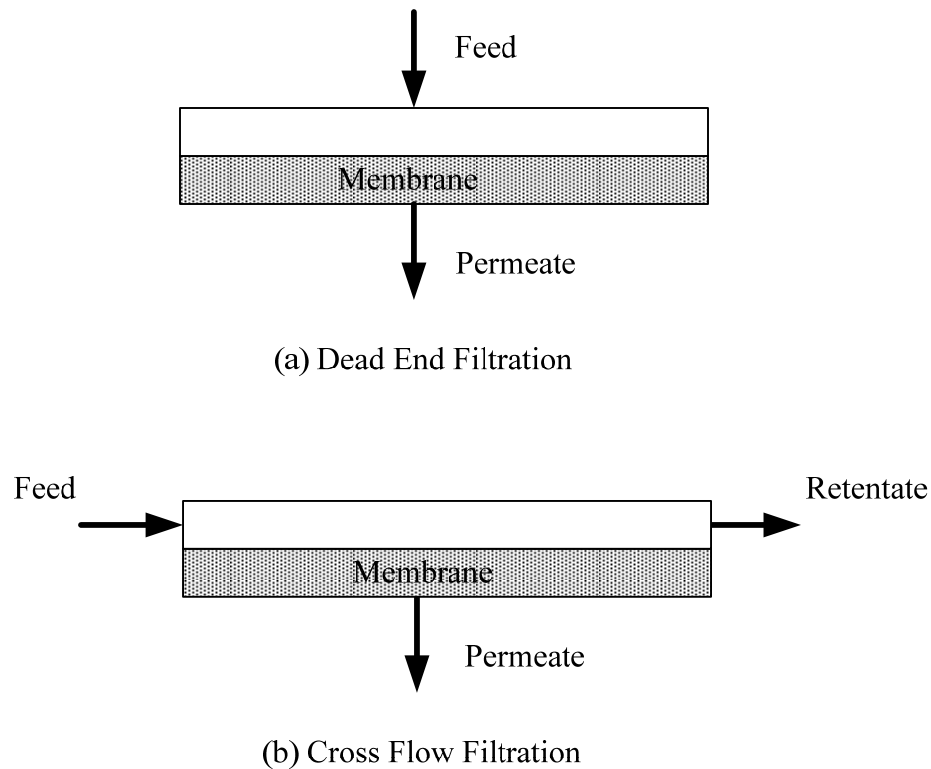 Feed
Membrane
Permeate
(a) Dead End Filtration
Feed
Retentate
Membrane
Permeate
(b) Cross Flow Filtration